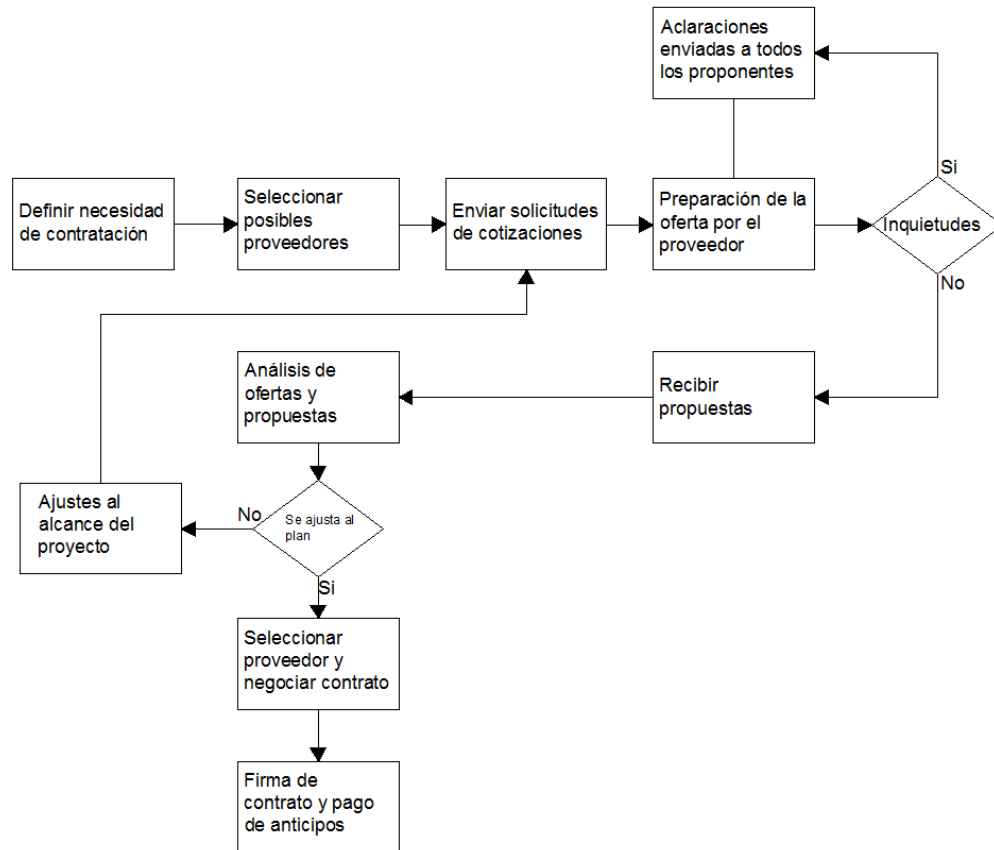 Aclaraciones
enviadas a todos
los proponentes
Si
Definir necesidad
de contratación
Seleccionar
posibles
proveedores
Enviar solicitudes
de cotizaciones
Preparación de la
oferta por el
proveedor
Inquietudes
No
Análisis de
ofertas y
propuestas
Recibir
propuestas
Ajustes al
alcance del
proyecto
No
Se ajusta al
plan
Si
Seleccionar
proveedor y
negociar contrato
Firma de
contrato y pago
de anticipos